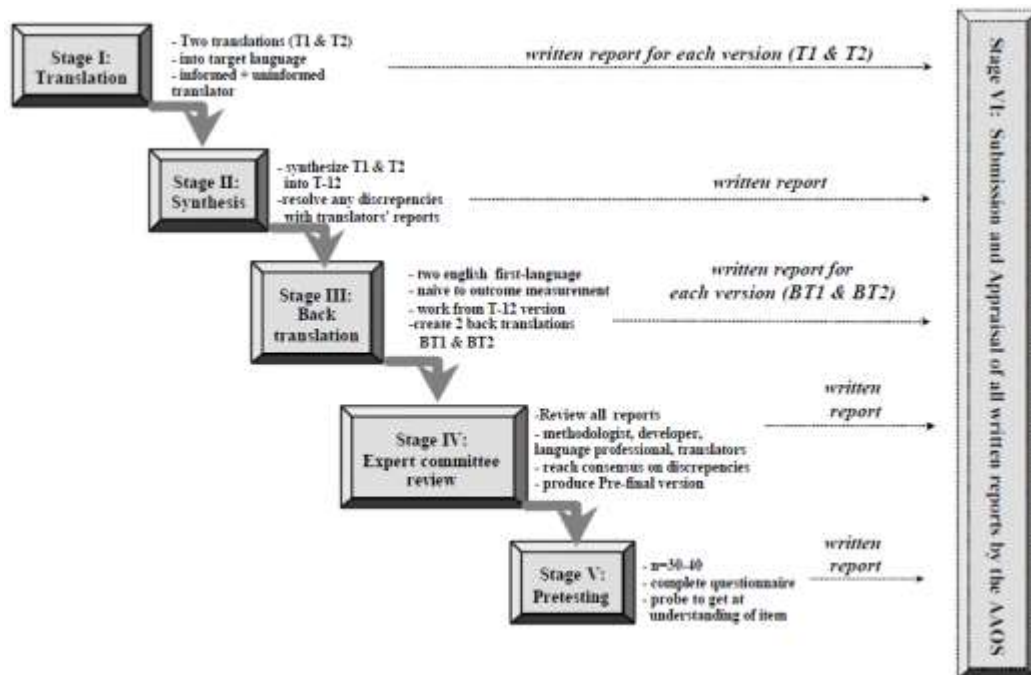 Stage I:
Translation
- Two translations (T1 & T2)
- into target language
- informed + uninformed
translator
written report for each version (T1 & T2)
Stage II:
Synthesis
- synthesize T1 & T2
into T-12
-resolve any discrepencies
with translators' reports
written report
Stage III:
Back
translation
- two english first-language
- naive to outcome measurement
- work from T-12 version
-create 2 back translations
BT1 & BT2
written report for
each version (BT1 & BT2)
Stage IV:
Expert committee
review
-Review all reports
- methodologist, developer,
language professional, translators
- reach consensus on discrepencies
- produce Pre-final version
written
report
Stage V:
Pretesting
- n=30-40
- complete questionnaire
- probe to get at
understanding of item
written
report
Stage VI: Submission and Appraisal of all written reports by the AAOS